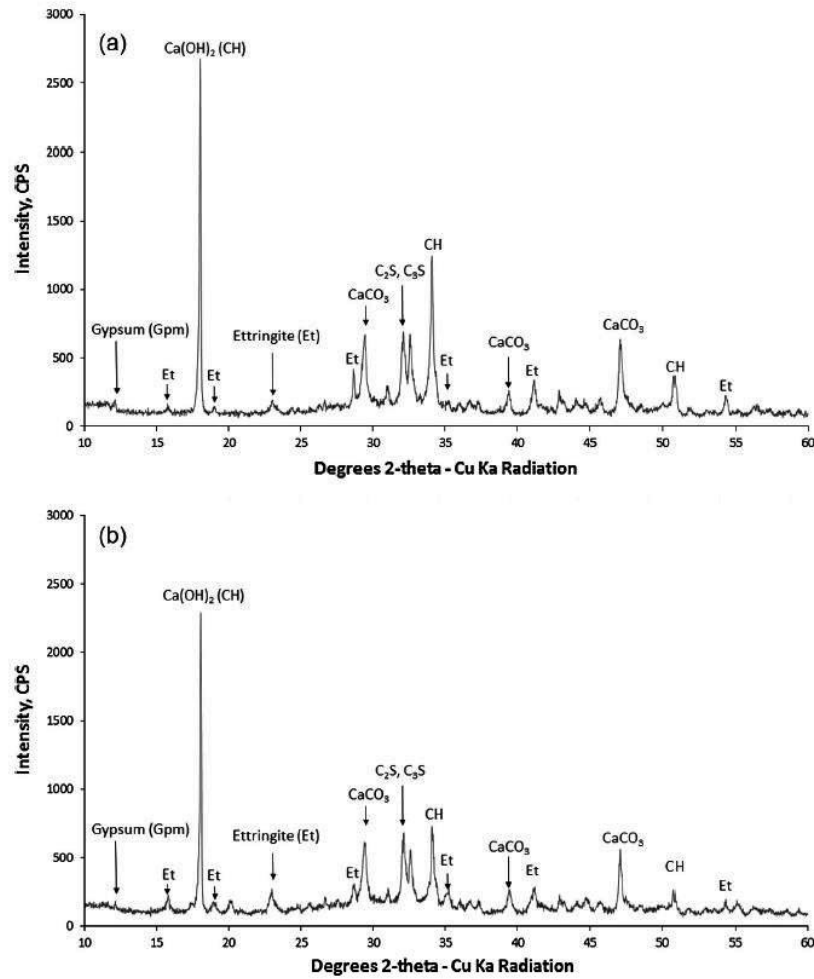 (a)
3000
2500
2000
1500
1000
500
0
Intensity, CPS
Ca(OH)₂ (CH)
CH
C₂S, C₃S
CaCO₃
Gypsum (Gpm)
Ettringite (Et)
Et
Et
Et
Et
CaCO₃
Et
CaCO₃
CH
Et
10 15 20 25 30 35 40 45 50 55 60
Degrees 2-theta - Cu Ka Radiation
(b)
3000
2500
2000
1500
1000
500
0
Intensity, CPS
Ca(OH)₂ (CH)
C₂S, C₃S
CaCO₃
CH
Gypsum (Gpm)
Ettringite (Et)
Et
Et
Et
Et
CaCO₃
Et
CaCO₃
CH
Et
10 15 20 25 30 35 40 45 50 55 60
Degrees 2-theta - Cu Ka Radiation